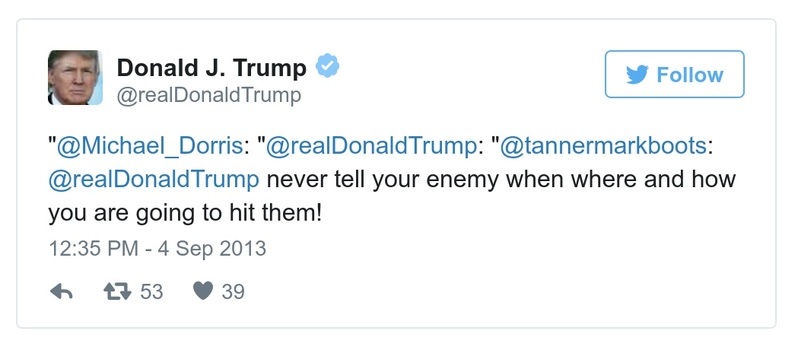 Donald J. Trump
@realDonaldTrump
Follow
"@Michael_Dorris: "@realDonaldTrump: "@tannermarkboots:
@realDonaldTrump never tell your enemy when where and how
you are going to hit them!
12:35 PM - 4 Sep 2013
53 39